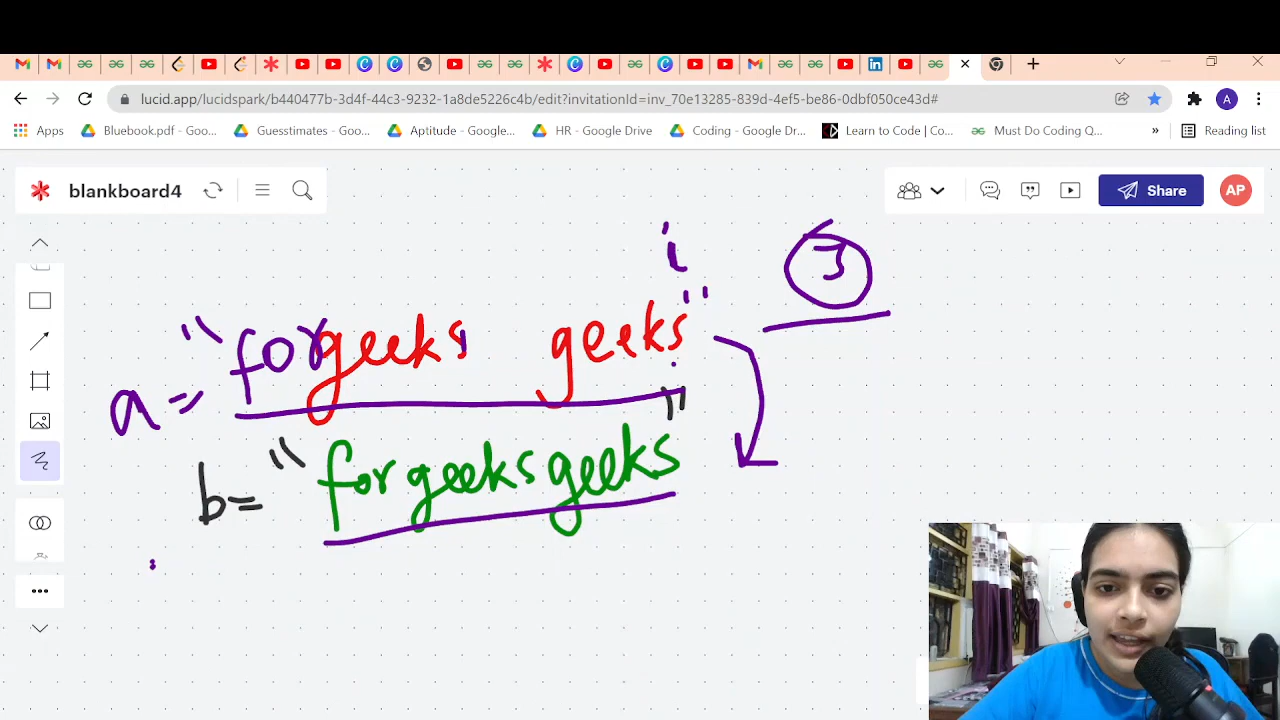 lucid.app/lucidspark/b440477b-3d4f-44c3-9232-1a8de5226c4b/edit?invitationId=inv_70e13285-839d-4ef5-be86-0dbf050ce43d#
A
Apps
Bluebook.pdf - Goo...
Guesstimates - Goo...
Aptitude - Google...
HR - Google Drive
Coding - Google Dr...
Learn to Code | Co...
Must Do Coding Q...
»
Reading list
blankboard4
Share
AP
i
3
a = "forgeeks geeks"
b = "forgeeksgeeks"